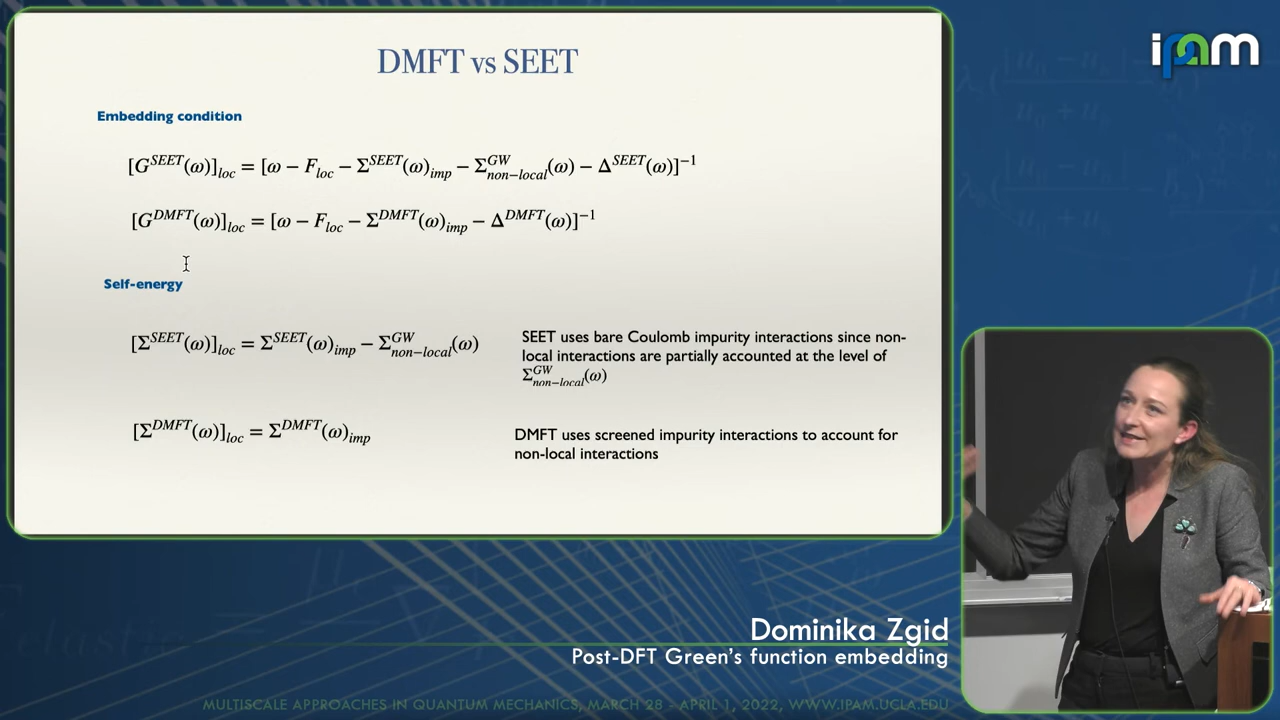 DMFT vs SEET
Embedding condition
[G^{SEET}(ω)]_{loc} = [ω − F_{loc} − Σ^{SEET}(ω)_{imp} − Σ^{GW}_{non−local}(ω) − Δ^{SEET}(ω)]^{−1}
[G^{DMFT}(ω)]_{loc} = [ω − F_{loc} − Σ^{DMFT}(ω)_{imp} − Δ^{DMFT}(ω)]^{−1}
Self-energy
[Σ^{SEET}(ω)]_{loc} = Σ^{SEET}(ω)_{imp} − Σ^{GW}_{non−local}(ω)
SEET uses bare Coulomb impurity interactions since non-
local interactions are partially accounted at the level of
Σ^{GW}_{non−local}(ω)
[Σ^{DMFT}(ω)]_{loc} = Σ^{DMFT}(ω)_{imp}
DMFT uses screened impurity interactions to account for
non-local interactions
ipam
Dominika Zgid
Post-DFT Green's function embedding
MULTISCALE APPROACHES IN QUANTUM MECHANICS, MARCH 28 - APRIL 1, 2022, WWW.IPAM.UCLA.EDU